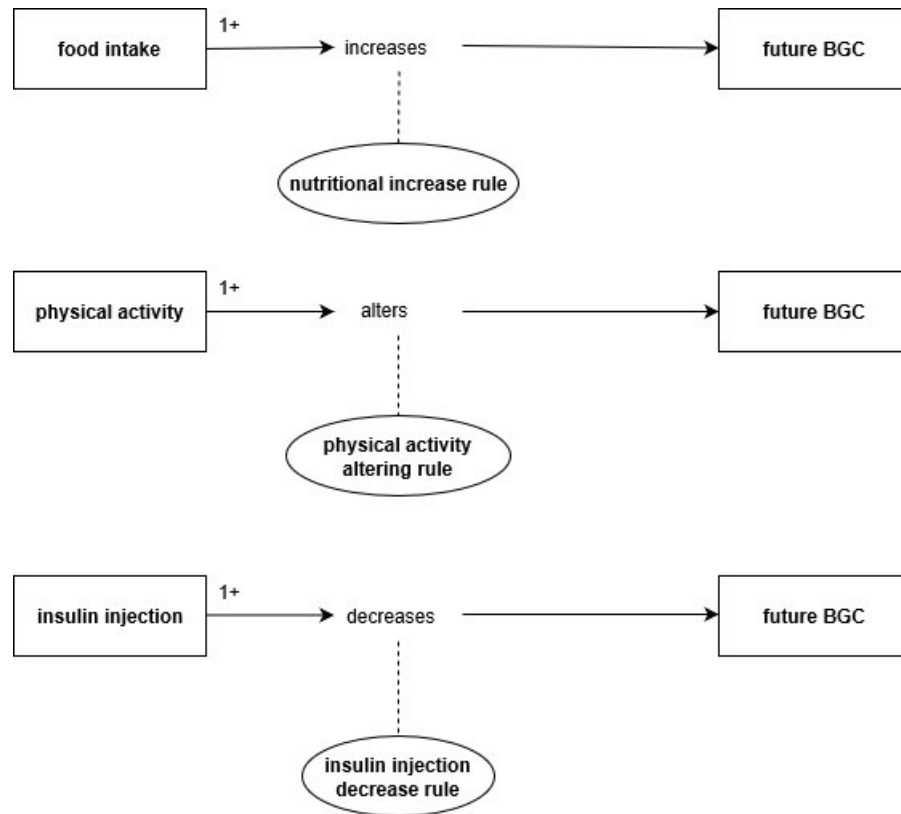 1+
food intake
increases
future BGC
nutritional increase rule
1+
physical activity
alters
future BGC
physical activity
altering rule
1+
insulin injection
decreases
future BGC
insulin injection
decrease rule